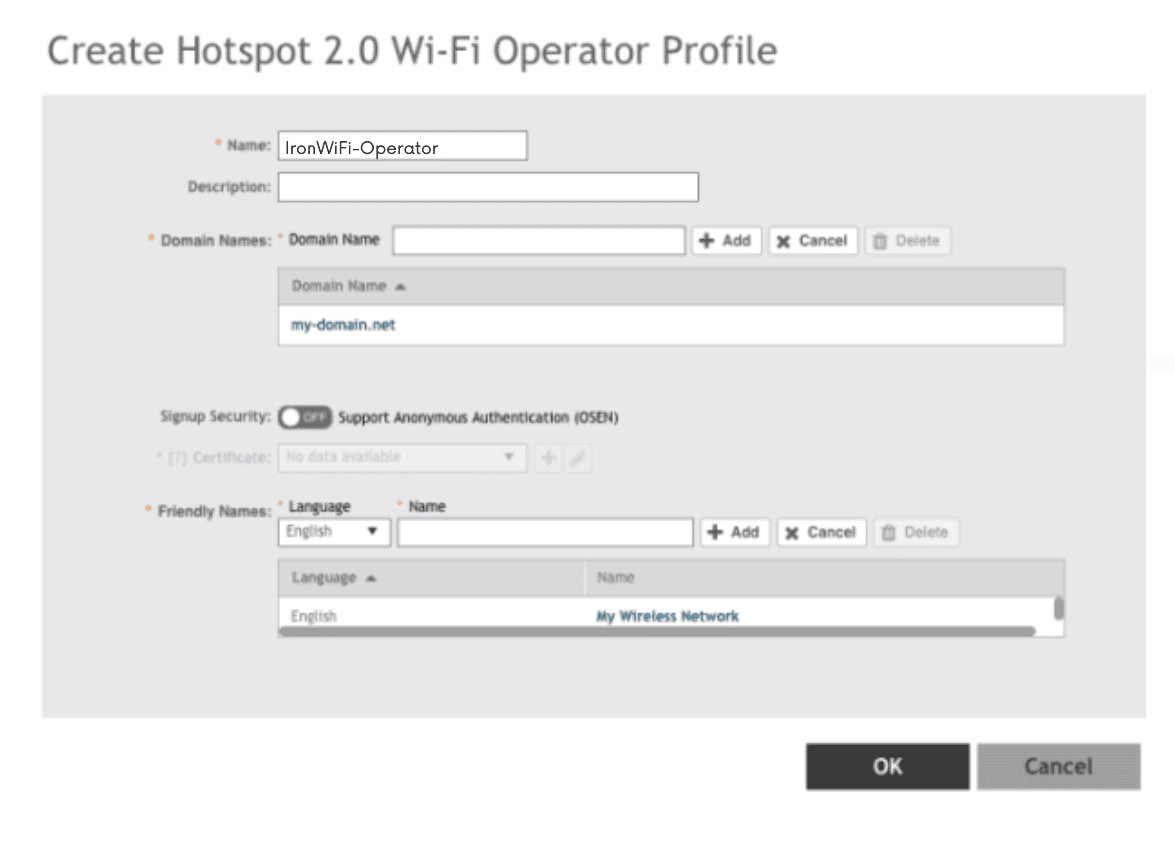 Create Hotspot 2.0 Wi-Fi Operator Profile
* Name: IronWiFi-Operator
Description:
* Domain Names: * Domain Name + Add × Cancel Delete
Domain Name ▲
my-domain.net
Signup Security: OFF Support Anonymous Authentication (OSEN)
* [?] Certificate: No data available ▼ +
* Language * Name
* Friendly Names: English ▼ + Add × Cancel Delete
Language ▲ Name
English My Wireless Network
OK Cancel